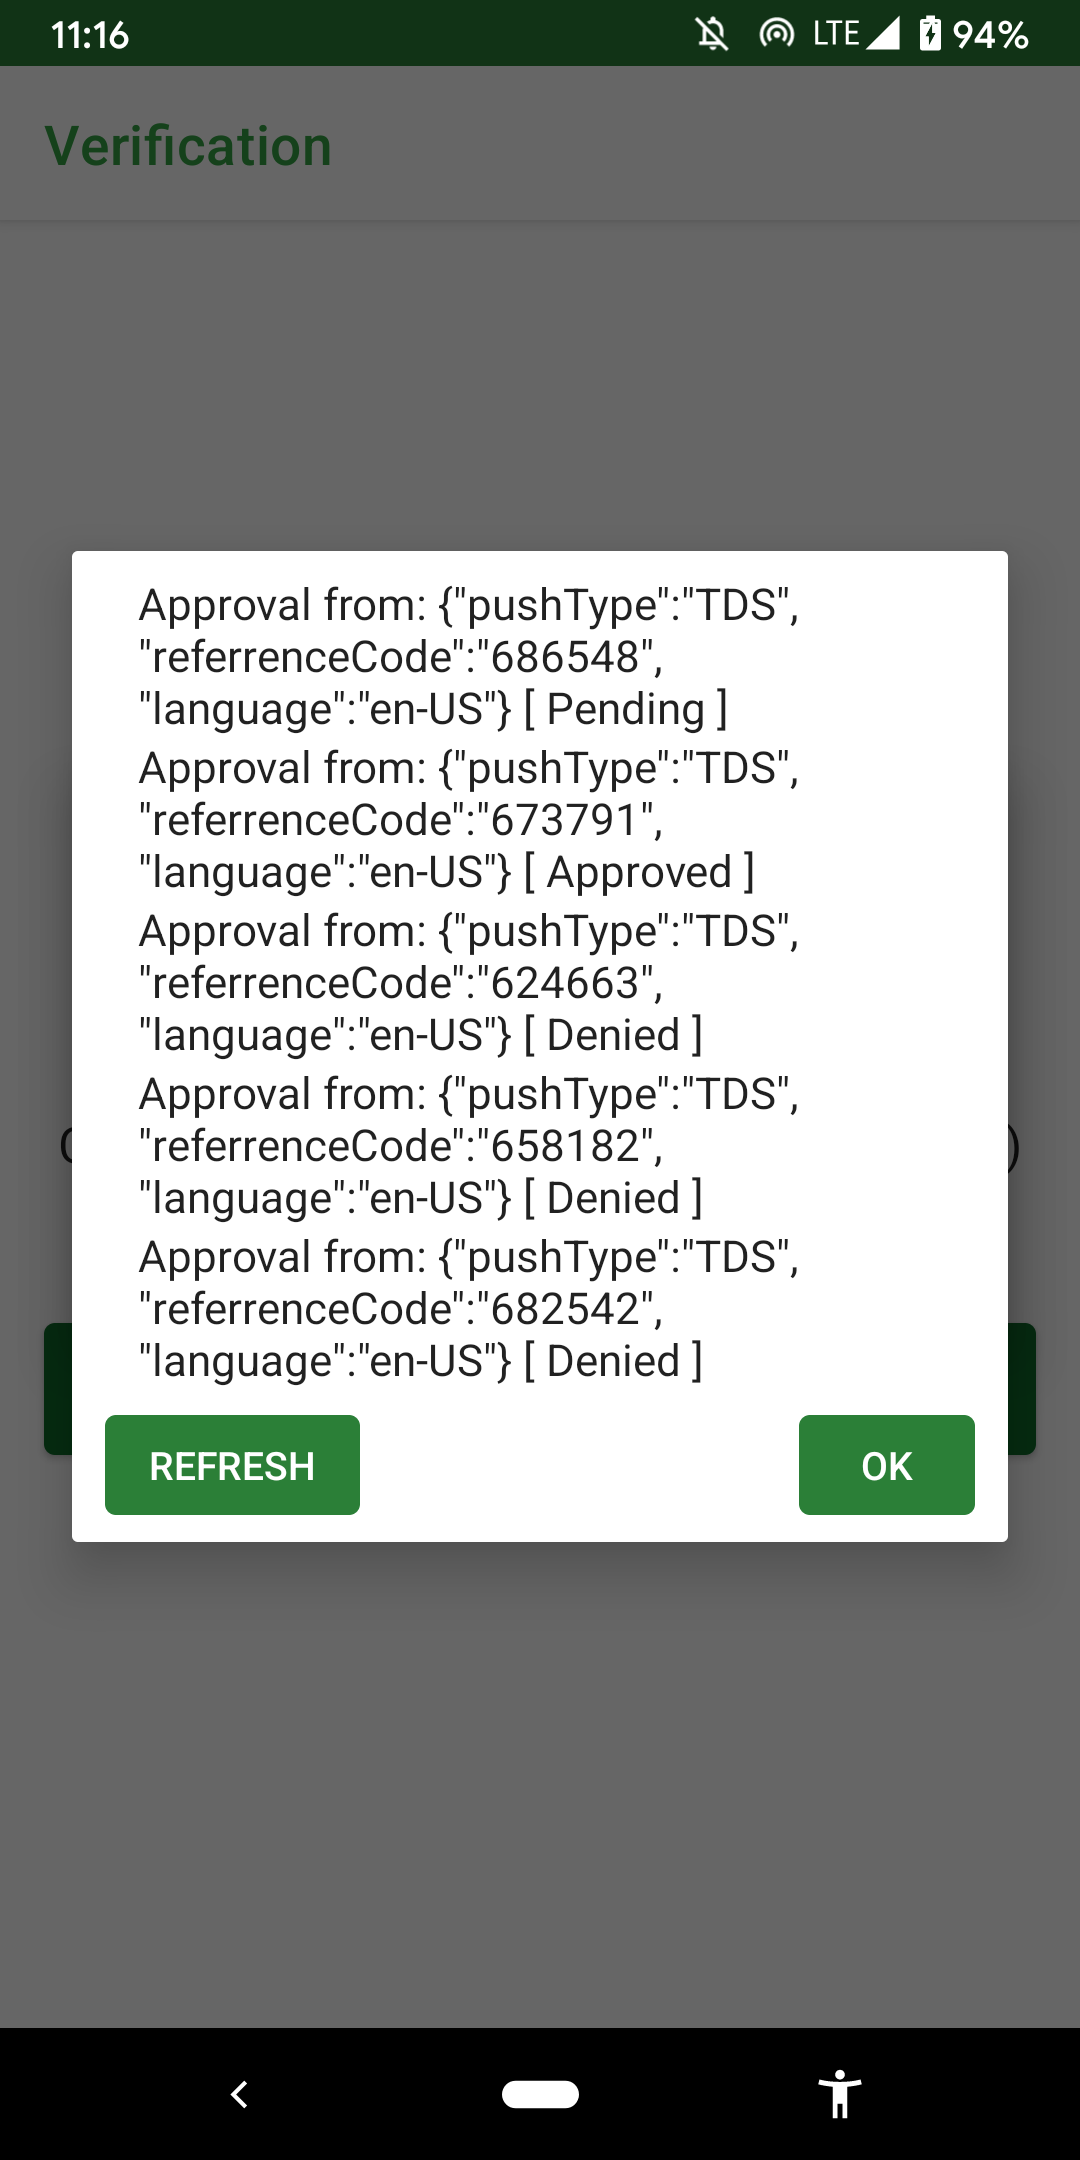 11:16
LTE 94%
Verification
Approval from: {"pushType":"TDS",
"referrenceCode":"686548",
"language":"en-US"} [ Pending ]
Approval from: {"pushType":"TDS",
"referrenceCode":"673791",
"language":"en-US"} [ Approved ]
Approval from: {"pushType":"TDS",
"referrenceCode":"624663",
"language":"en-US"} [ Denied ]
Approval from: {"pushType":"TDS",
"referrenceCode":"658182",
"language":"en-US"} [ Denied ]
Approval from: {"pushType":"TDS",
"referrenceCode":"682542",
"language":"en-US"} [ Denied ]
REFRESH
OK